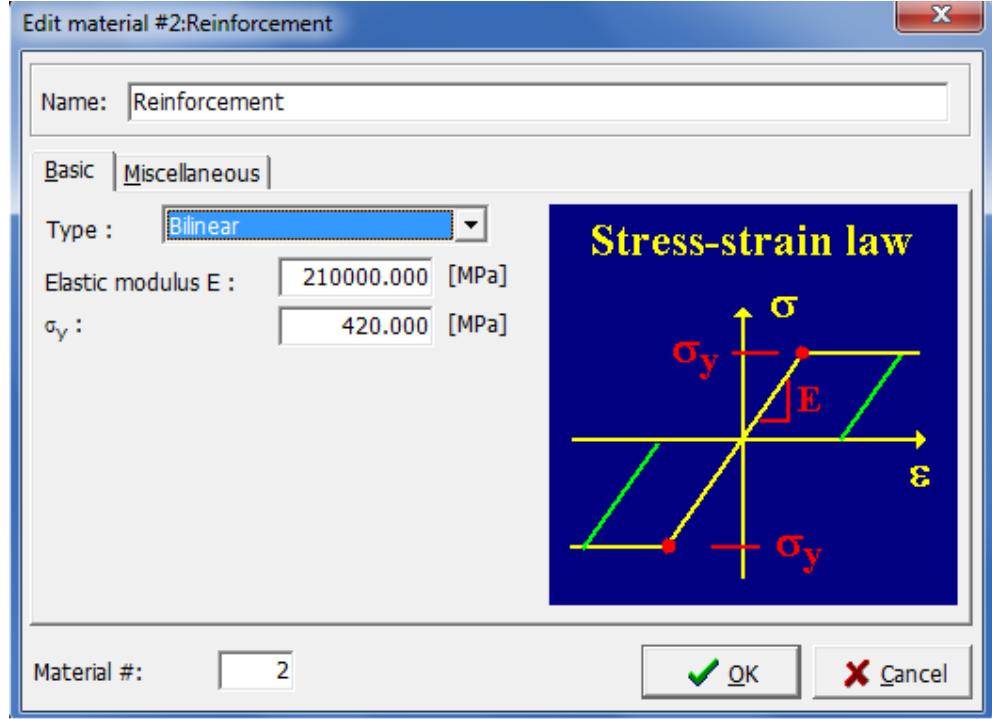 Edit material #2:Reinforcement
Name: Reinforcement
Basic Miscellaneous
Type : Bilinear
Elastic modulus E : 210000.000 [MPa]
σy : 420.000 [MPa]
Stress-strain law
σ
σy
E
ε
σy
Material #: 2
OK Cancel